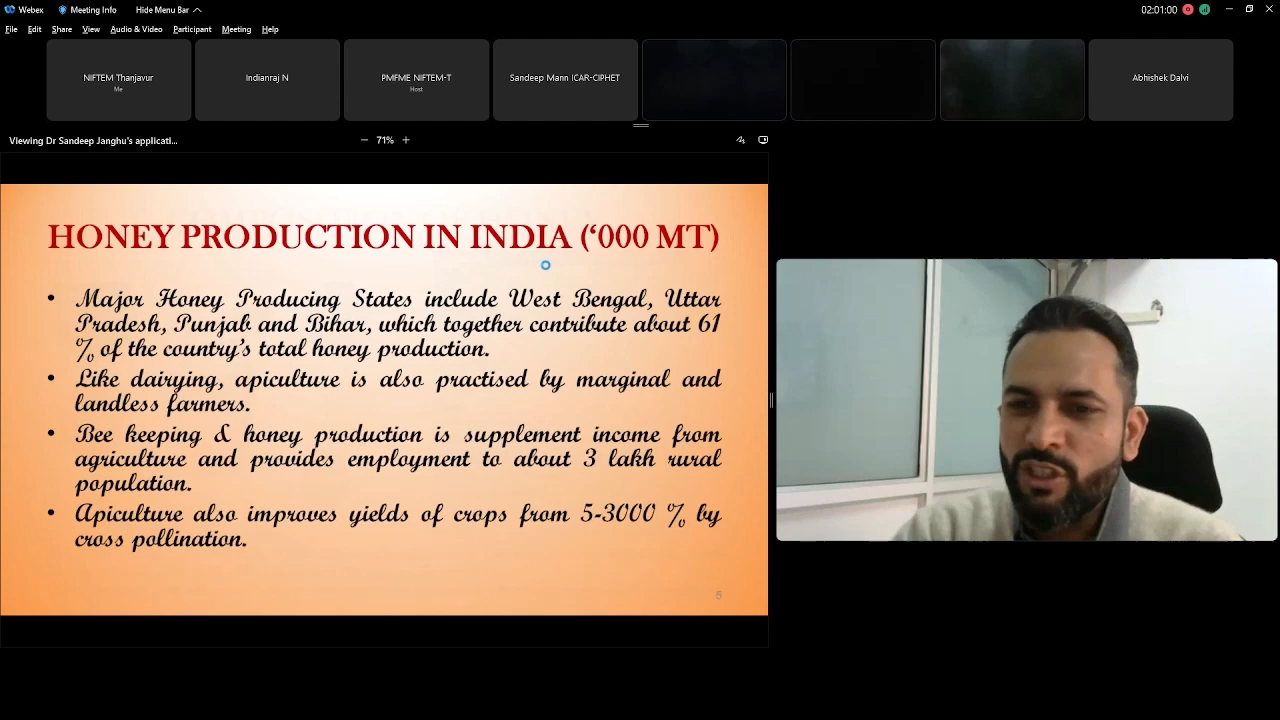 Webex
Meeting Info
Hide Menu Bar
02:01:00
File Edit Share View Audio & Video Participant Meeting Help
NIFTEM Thanjavur
Me
Indianraj N
PMFME NIFTEM-T
Host
Sandeep Mann ICAR-CIPHET
Abhishek Dalvi
Viewing Dr Sandeep Janghu's applicati...
71%
HONEY PRODUCTION IN INDIA (‘000 MT)
• Major Honey Producing States include West Bengal, Uttar
Pradesh, Punjab and Bihar, which together contribute about 61
% of the country’s total honey production.
• Like dairying, apiculture is also practised by marginal and
landless farmers.
• Bee keeping & honey production is supplement income from
agriculture and provides employment to about 3 lakh rural
population.
• Apiculture also improves yields of crops from 5-3000 % by
cross pollination.
5